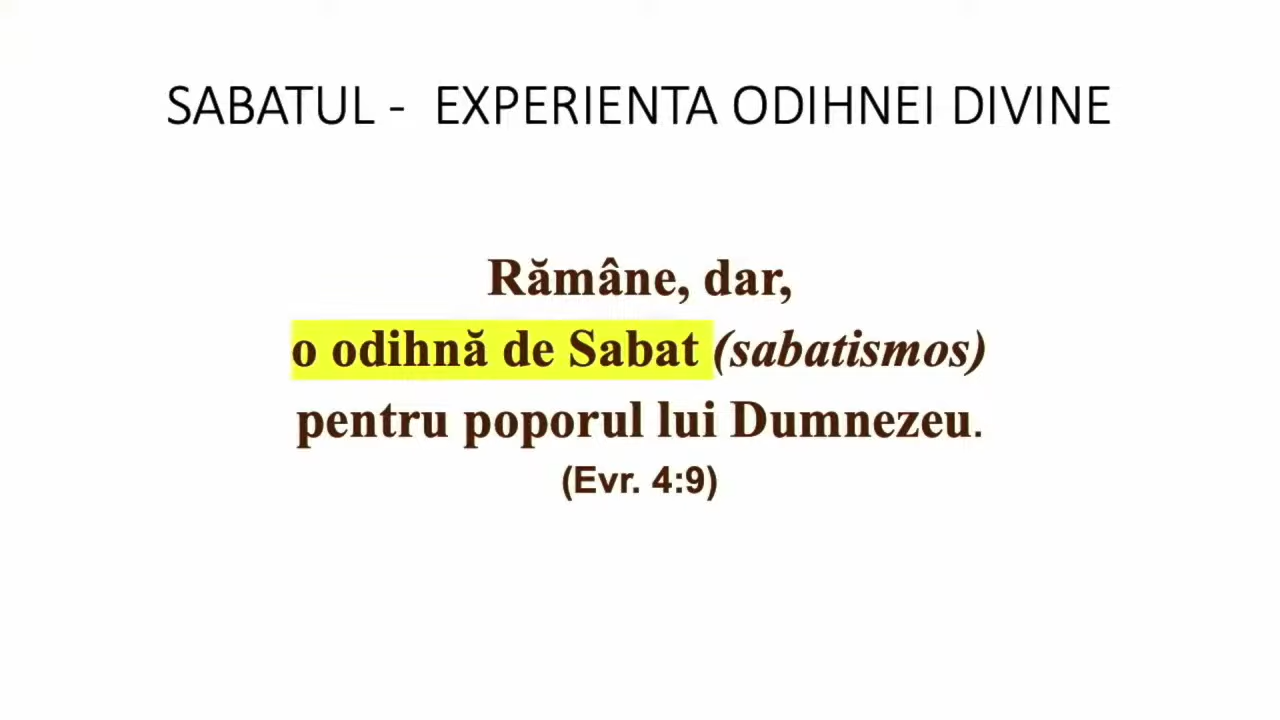 SABATUL - EXPERIENTA ODIHNEI DIVINE
Rămâne, dar,
o odihnă de Sabat (sabatismos)
pentru poporul lui Dumnezeu.
(Evr. 4:9)